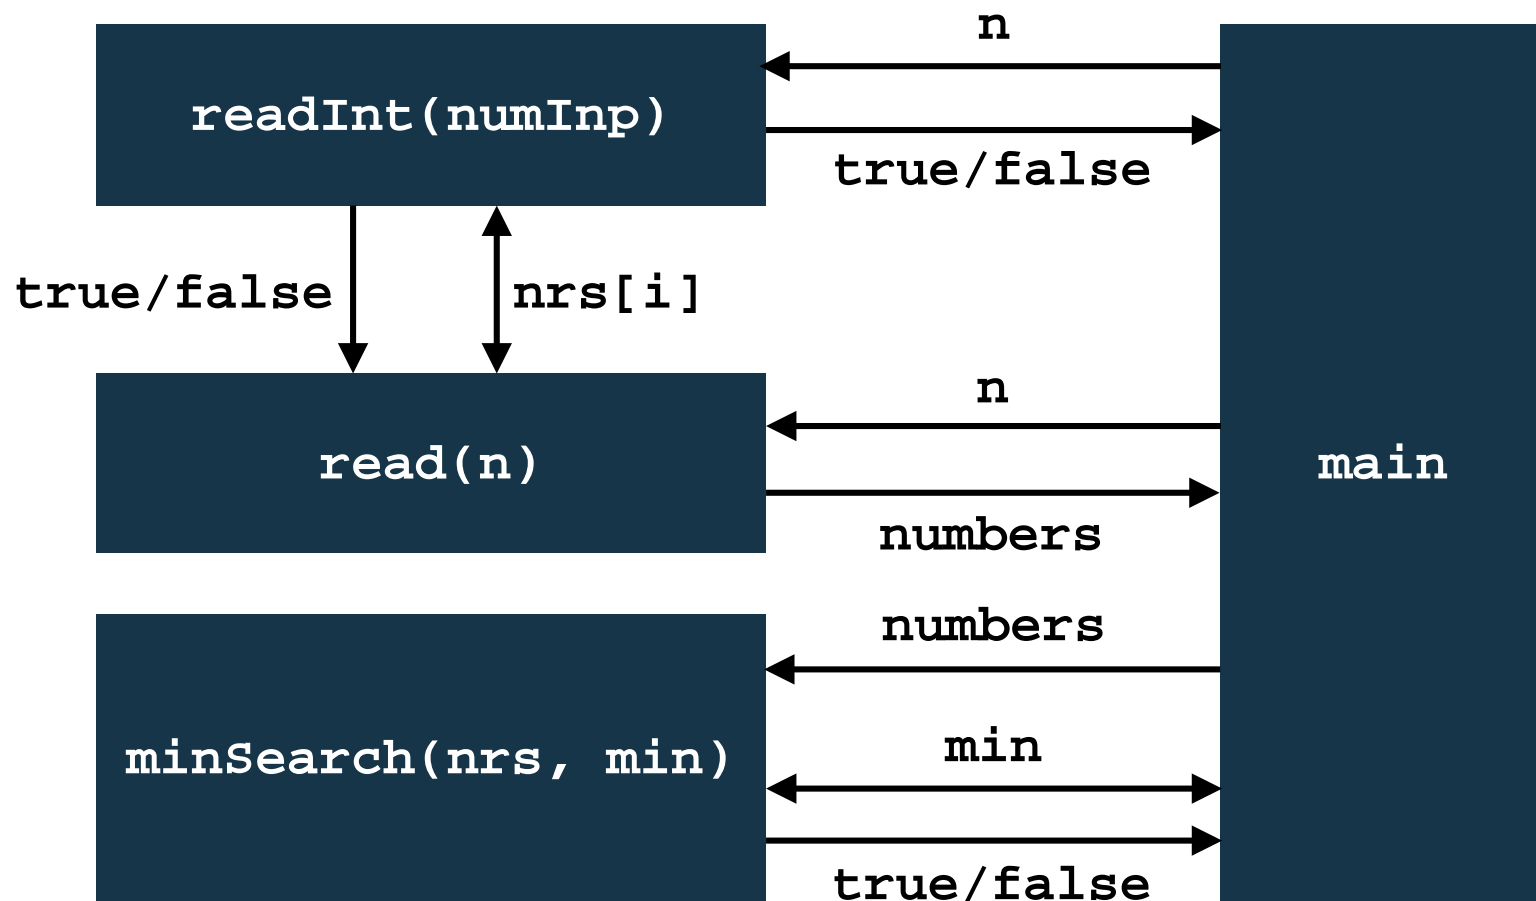 n
readInt(numInp)
true/false
true/false
nrs[i]
n
read(n)
main
numbers
numbers
min
minSearch(nrs, min)
true/false